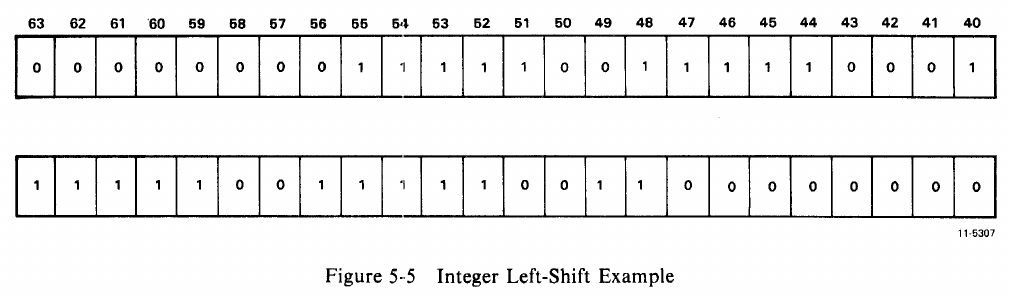 63 62 61 60 59 58 57 56 55 54 53 52 51 50 49 48 47 46 45 44 43 42 41 40
0 0 0 0 0 0 0 0 1 1 1 1 1 0 0 1 1 1 1 1 0 0 0 1
1 1 1 1 1 0 0 1 1 1 1 1 0 0 1 1 0 0 0 0 0 0 0 0
11-5307
Figure 5-5 Integer Left-Shift Example